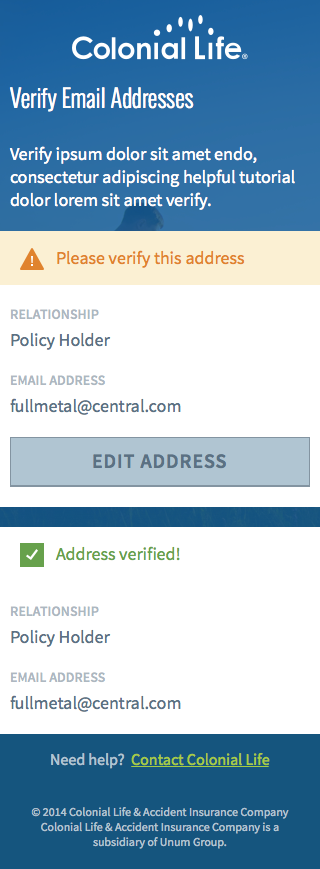 Colonial Life®
Verify Email Addresses
Verify ipsum dolor sit amet endo,
consectetur adipiscing helpful tutorial
dolor lorem sit amet verify.
Please verify this address
RELATIONSHIP
Policy Holder
EMAIL ADDRESS
fullmetal@central.com
EDIT ADDRESS
Address verified!
RELATIONSHIP
Policy Holder
EMAIL ADDRESS
fullmetal@central.com
Need help? Contact Colonial Life
© 2014 Colonial Life & Accident Insurance Company
Colonial Life & Accident Insurance Company is a
subsidiary of Unum Group.